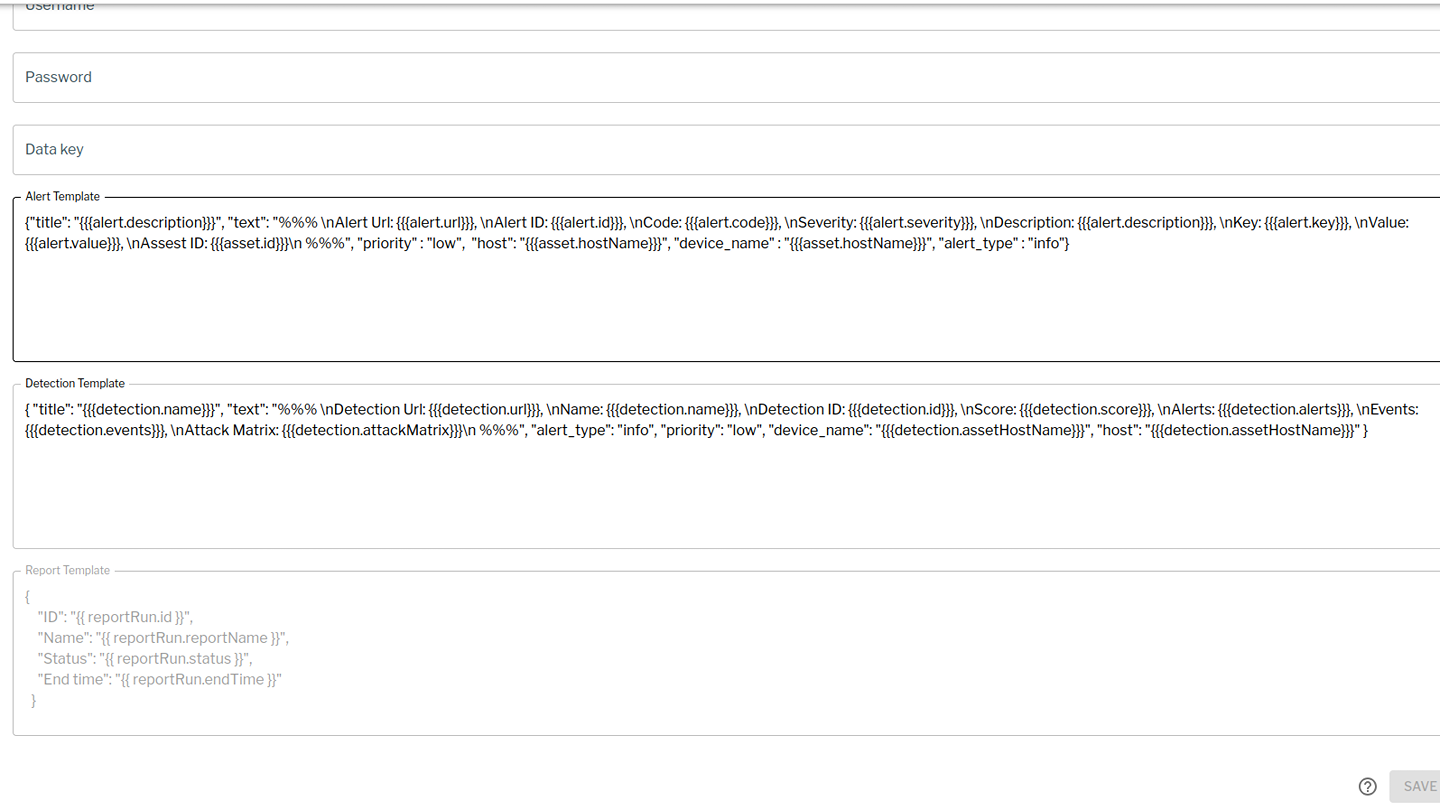 Username
Password
Data key
Alert Template
{"title": "{{{alert.description}}}", "text": "%%% \nAlert Url: {{{alert.url}}}, \nAlert ID: {{{alert.id}}}, \nCode: {{{alert.code}}}, \nSeverity: {{{alert.severity}}}, \nDescription: {{{alert.description}}}, \nKey: {{{alert.key}}}, \nValue:
{{{alert.value}}}, \nAssest ID: {{{asset.id}}}\n %%%", "priority" : "low",  "host": "{{{asset.hostName}}}", "device_name" : "{{{asset.hostName}}}", "alert_type" : "info"}
Detection Template
{ "title": "{{{detection.name}}}", "text": "%%% \nDetection Url: {{{detection.url}}}, \nName: {{{detection.name}}}, \nDetection ID: {{{detection.id}}}, \nScore: {{{detection.score}}}, \nAlerts: {{{detection.alerts}}}, \nEvents:
{{{detection.events}}}, \nAttack Matrix: {{{detection.attackMatrix}}}\n %%%", "alert_type": "info", "priority": "low", "device_name": "{{{detection.assetHostName}}}", "host": "{{{detection.assetHostName}}}" }
Report Template
{
"ID": "{{ reportRun.id }}",
"Name": "{{ reportRun.reportName }}",
"Status": "{{ reportRun.status }}",
"End time": "{{ reportRun.endTime }}"
}
? SAVE